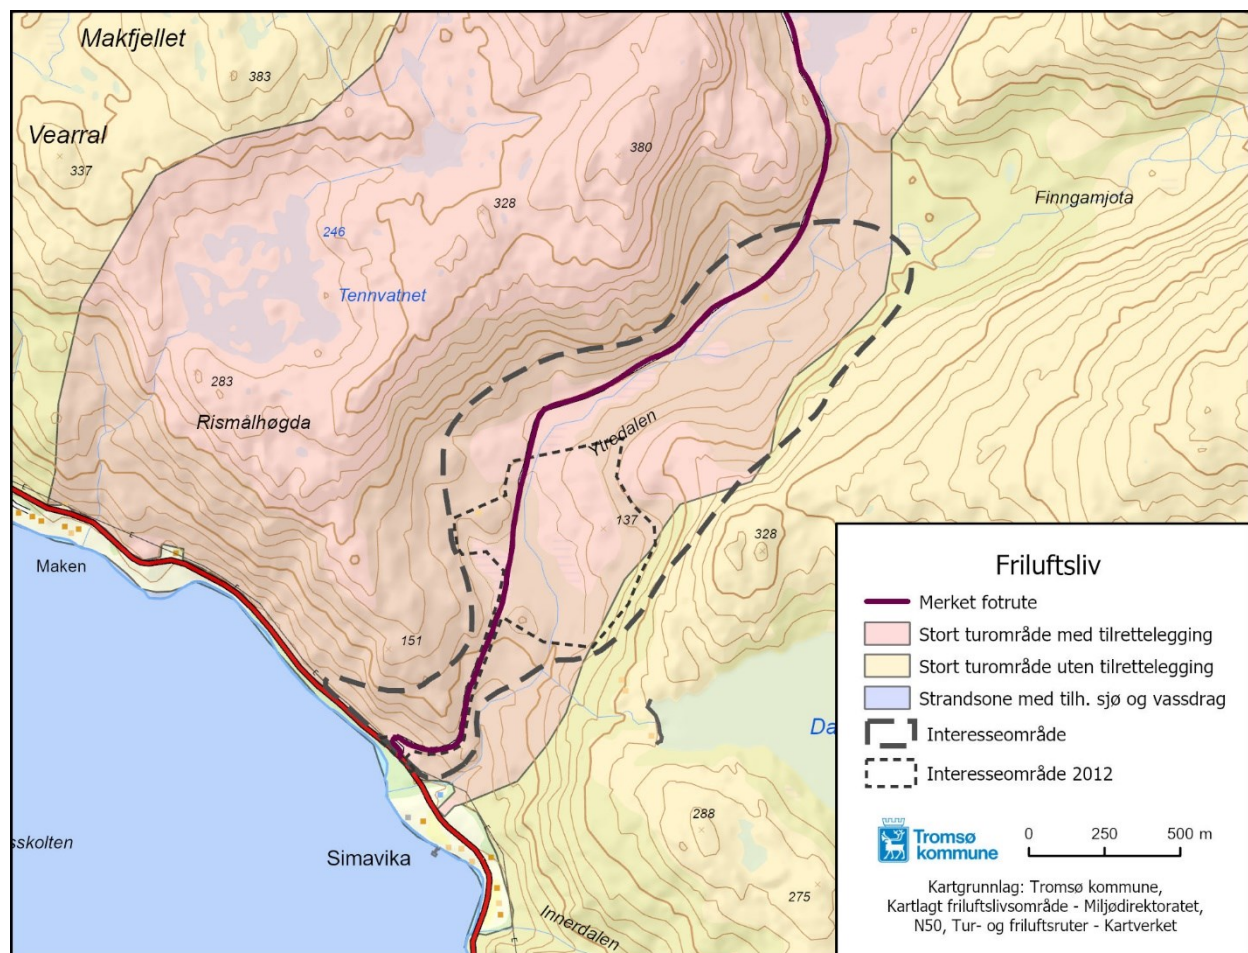 Makfjellet
383
Vearral
337
380
328
Finngamjota
246
Tennvatnet
283
Rismålhøgda
Ytredalen
137
328
Maken
151
Da
288
sskolten
Simavika
275
Innerdalen
Friluftsliv
Merket fotrute
Stort turområde med tilrettelegging
Stort turområde uten tilrettelegging
Strandsone med tilh. sjø og vassdrag
Interesseområde
Interesseområde 2012
Tromsø
kommune
0 250 500 m
Kartgrunnlag: Tromsø kommune,
Kartlagt friluftslivsområde - Miljødirektoratet,
N50, Tur- og friluftsruter - Kartverket